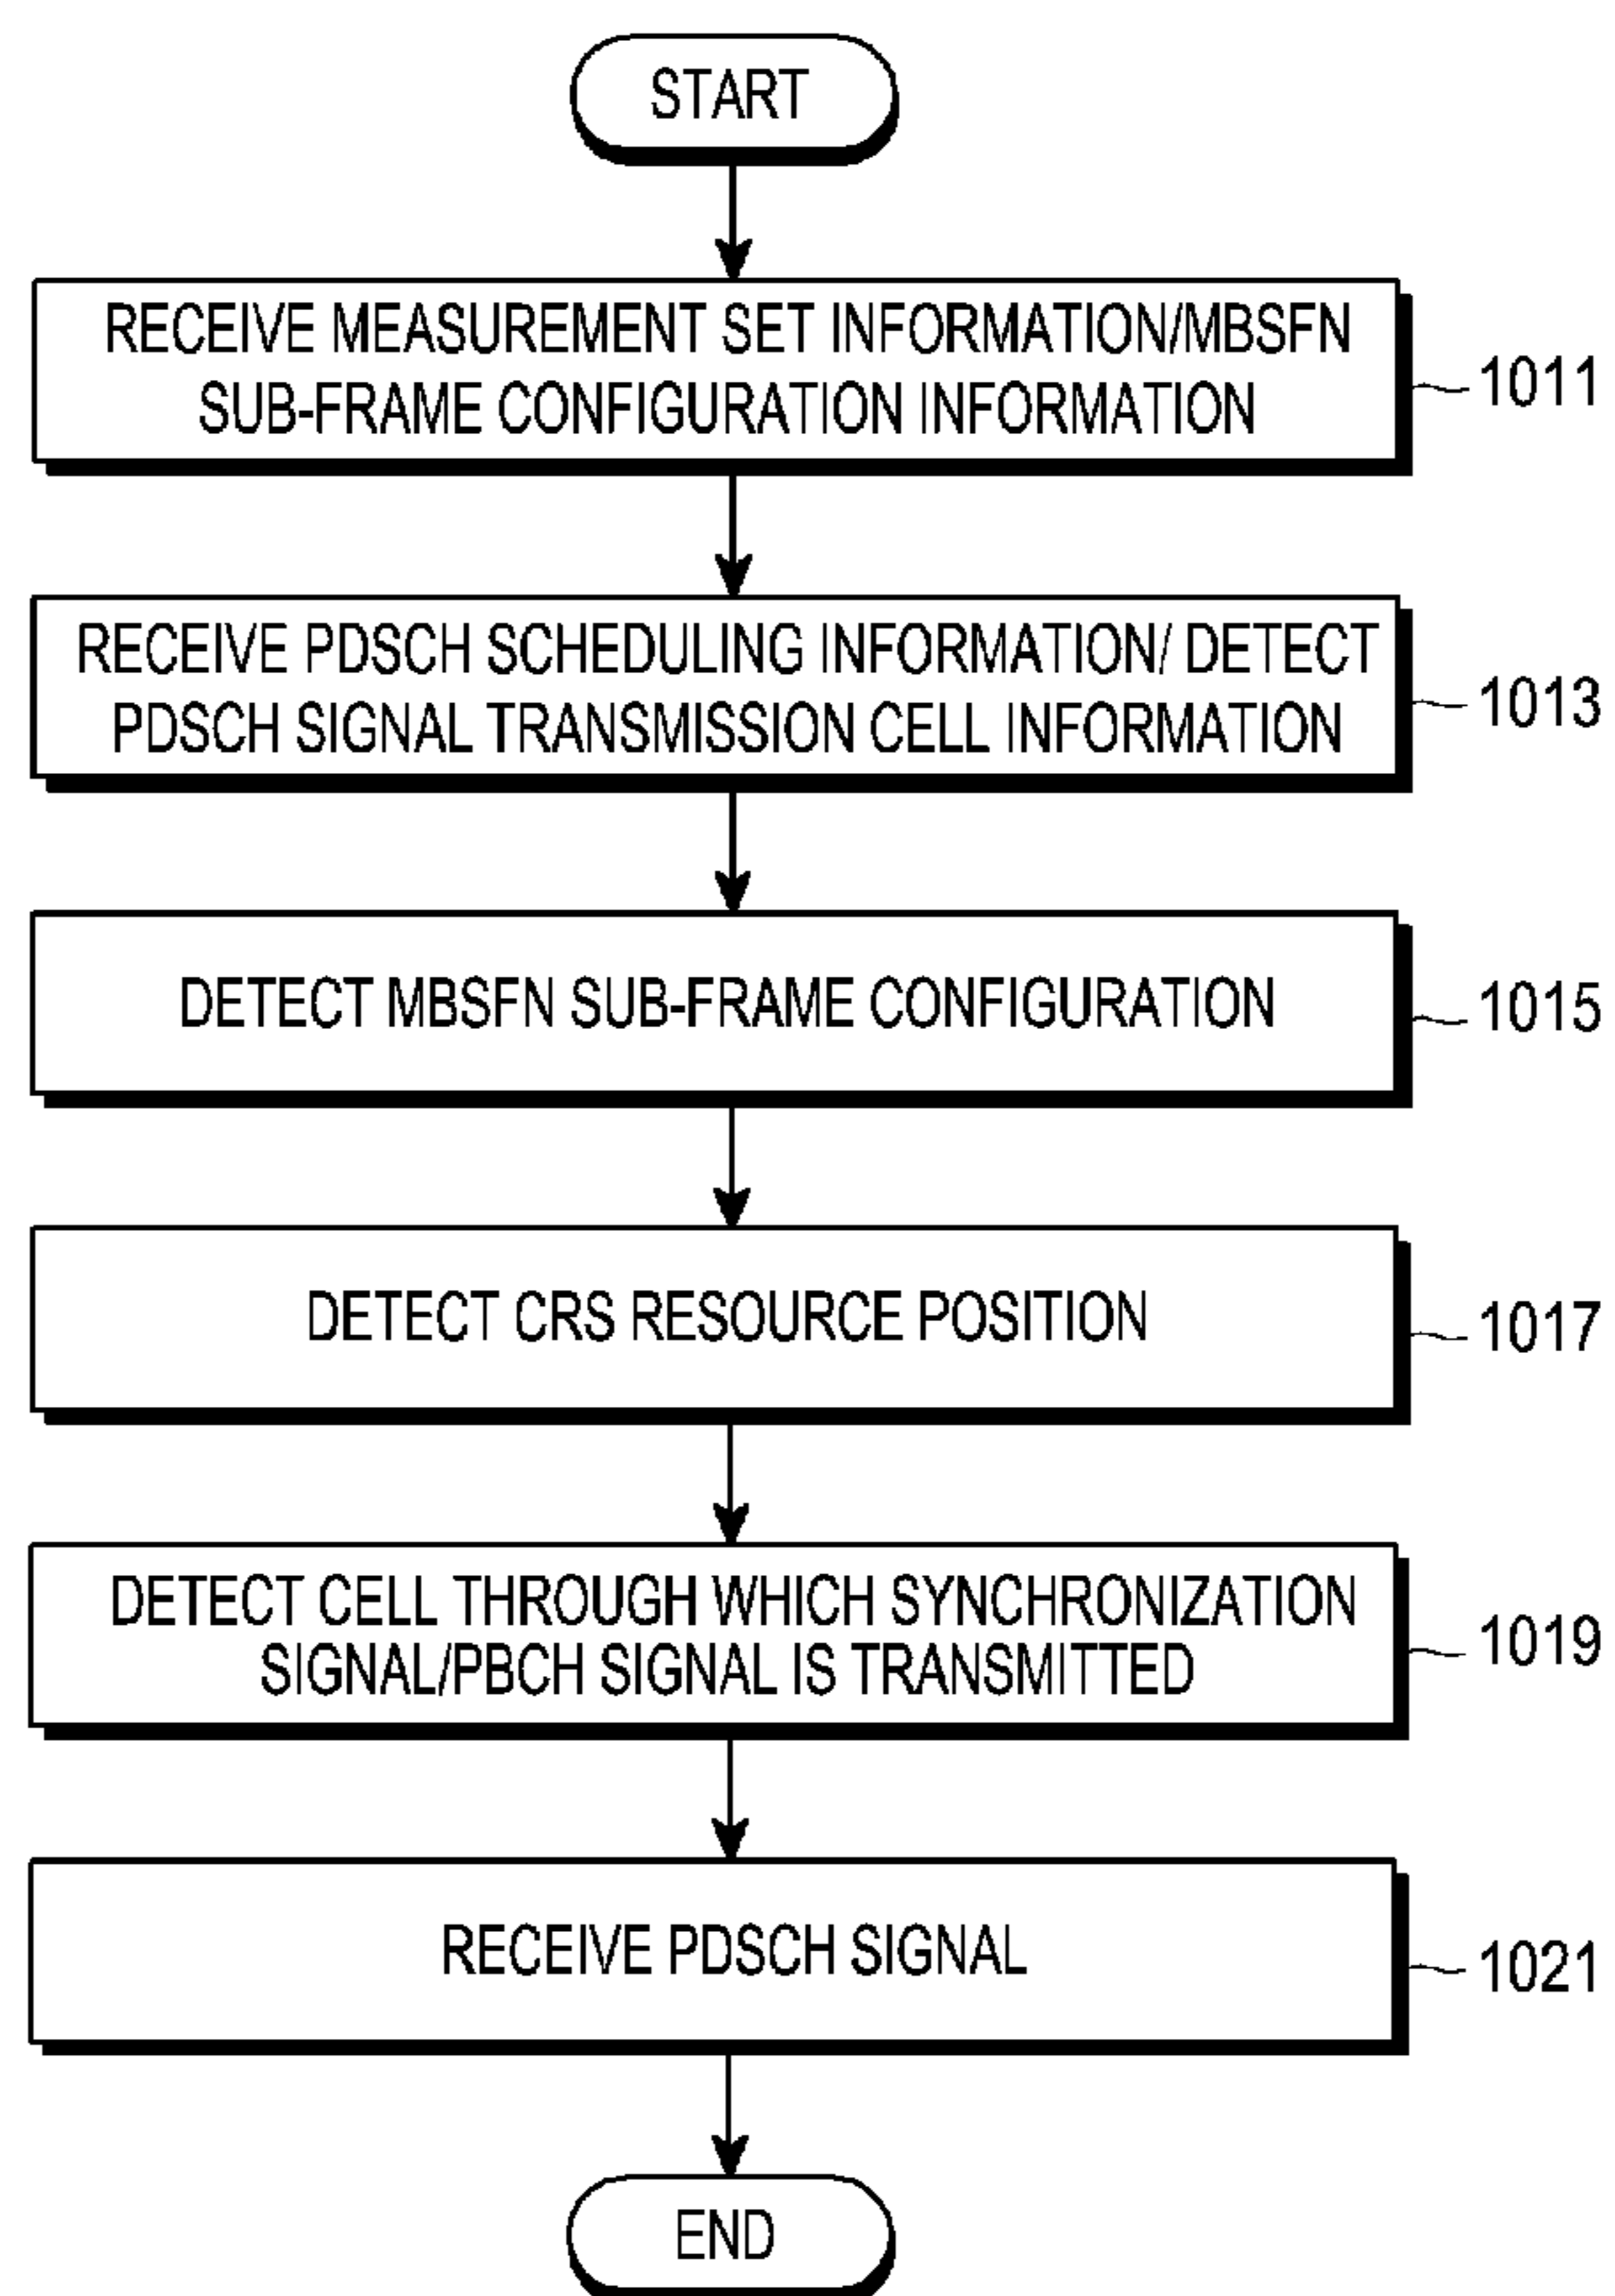 START
RECEIVE MEASUREMENT SET INFORMATION/MBSFN
SUB-FRAME CONFIGURATION INFORMATION
1011
RECEIVE PDSCH SCHEDULING INFORMATION/ DETECT
PDSCH SIGNAL TRANSMISSION CELL INFORMATION
1013
DETECT MBSFN SUB-FRAME CONFIGURATION
1015
DETECT CRS RESOURCE POSITION
1017
DETECT CELL THROUGH WHICH SYNCHRONIZATION
SIGNAL/PBCH SIGNAL IS TRANSMITTED
1019
RECEIVE PDSCH SIGNAL
1021
END